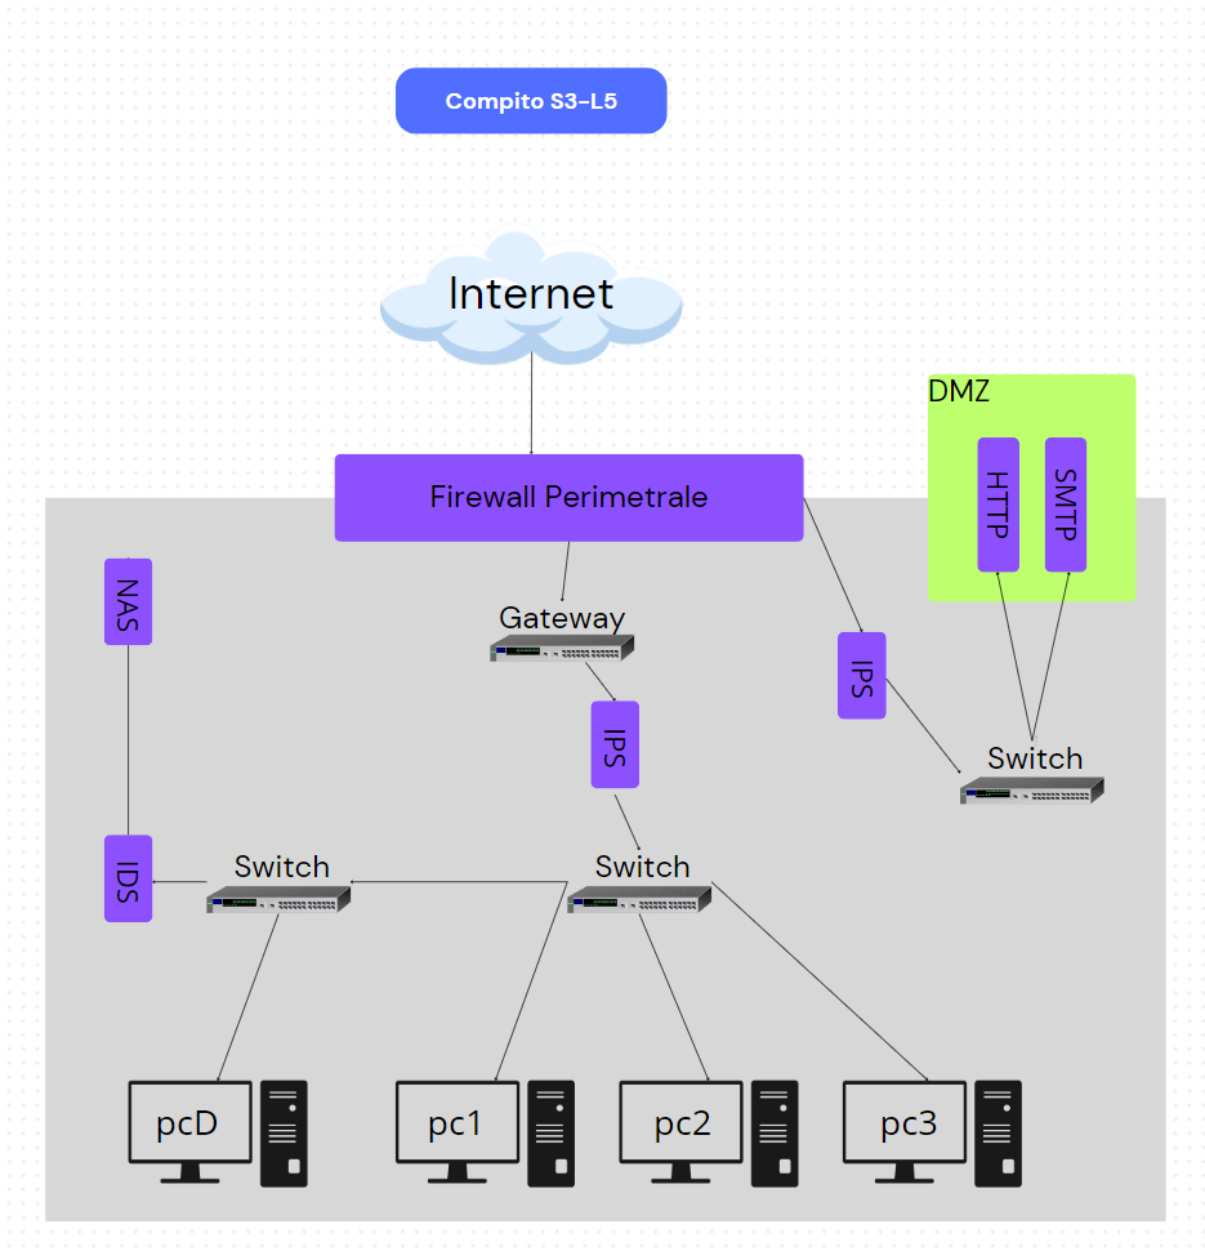 Compito S3-L5
Internet
DMZ
HTTP
SMTP
Firewall Perimetrale
NAS
Gateway
IPS
IPS
Switch
IDS
Switch
Switch
pcD
pc1
pc2
pc3